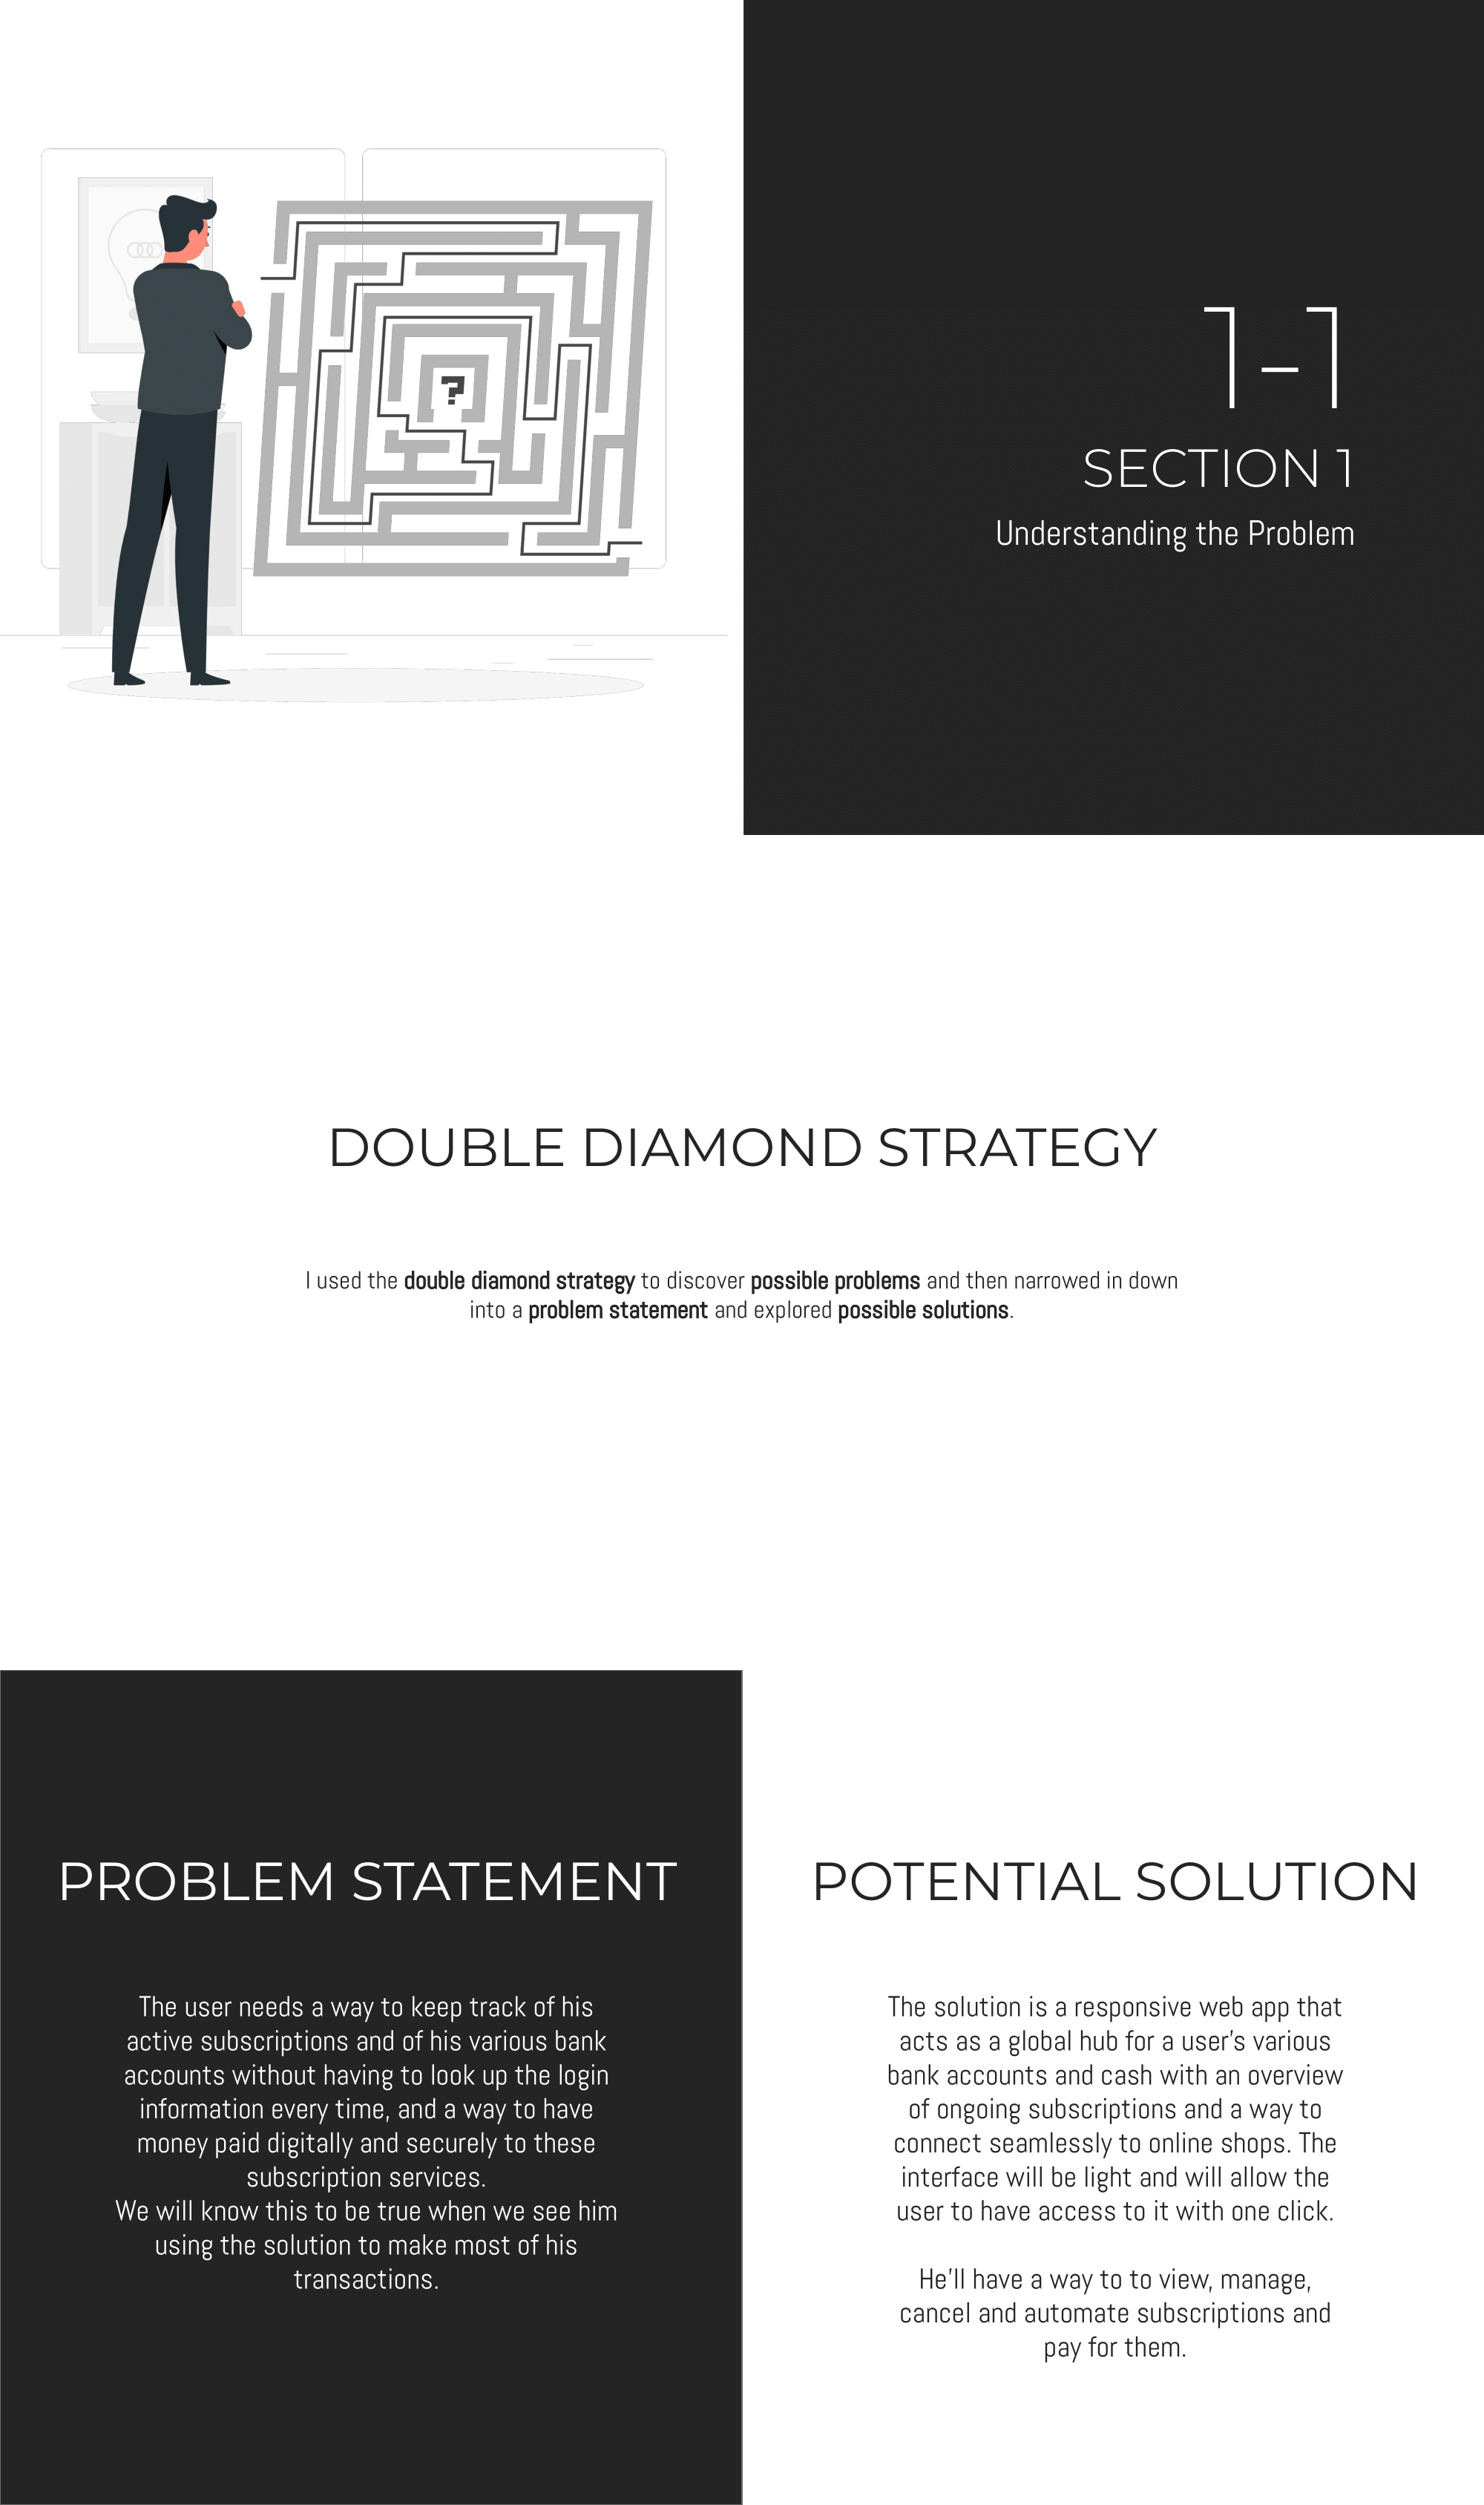 ?
1-1
SECTION 1
Understanding the Problem
DOUBLE DIAMOND STRATEGY
I used the double diamond strategy to discover possible problems and then narrowed in down
into a problem statement and explored possible solutions.
PROBLEM STATEMENT
The user needs a way to keep track of his
active subscriptions and of his various bank
accounts without having to look up the login
information every time, and a way to have
money paid digitally and securely to these
subscription services.
We will know this to be true when we see him
using the solution to make most of his
transactions.
POTENTIAL SOLUTION
The solution is a responsive web app that
acts as a global hub for a user’s various
bank accounts and cash with an overview
of ongoing subscriptions and a way to
connect seamlessly to online shops. The
interface will be light and will allow the
user to have access to it with one click.
He’ll have a way to to view, manage,
cancel and automate subscriptions and
pay for them.